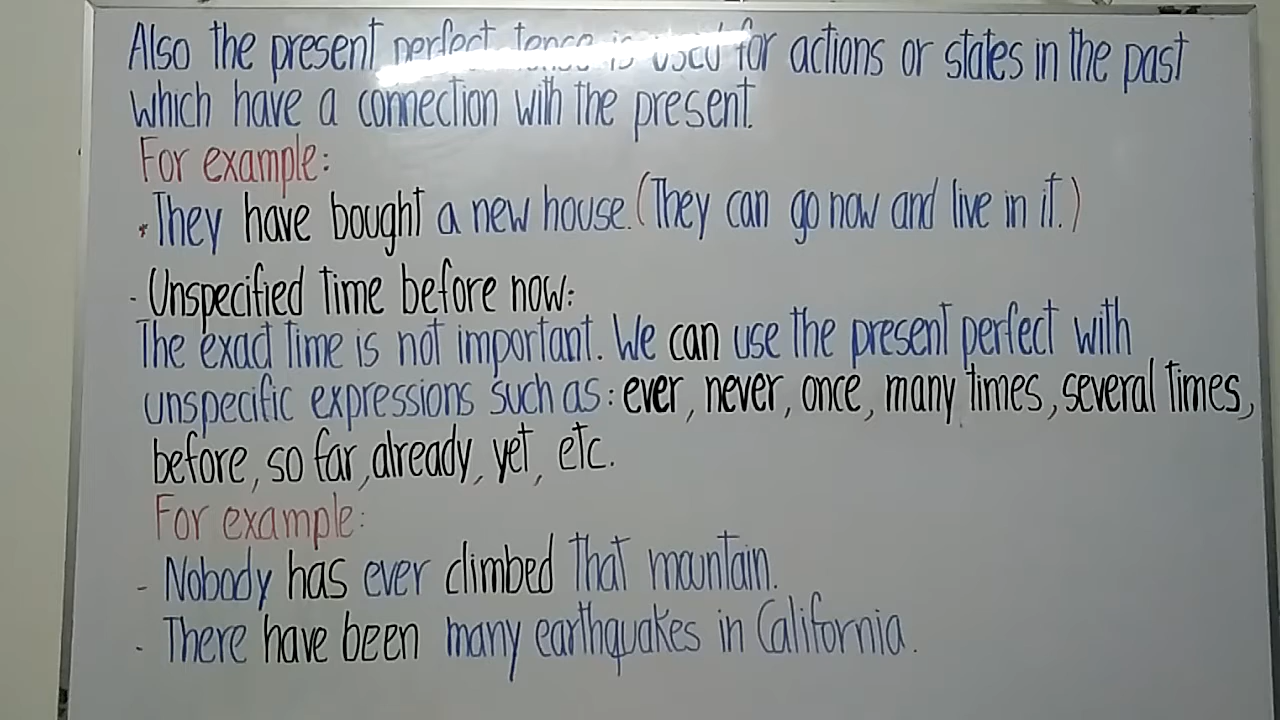 Also the present perfect tense is used for actions or states in the past
which have a connection with the present.
For example:
* They have bought a new house. (They can go now and live in it.)
- Unspecified time before now:
The exact time is not important. We can use the present perfect with
unspecific expressions such as: ever, never, once, many times, several times,
before, so far, already, yet, etc.
For example:
- Nobody has ever climbed that mountain.
- There have been many earthquakes in California.